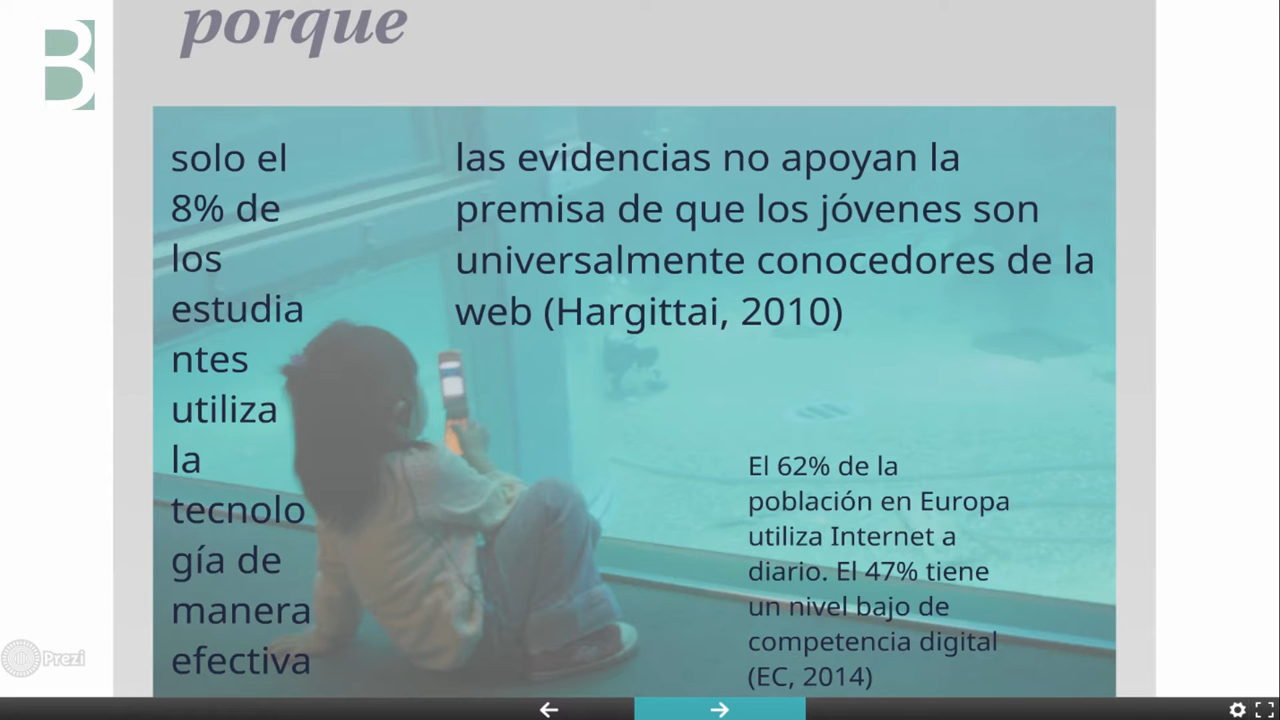 B
porque
solo el
8% de
los
estudia
ntes
utiliza
la
tecnolo
gía de
manera
efectiva
las evidencias no apoyan la
premisa de que los jóvenes son
universalmente conocedores de la
web (Hargittai, 2010)
El 62% de la
población en Europa
utiliza Internet a
diario. El 47% tiene
un nivel bajo de
competencia digital
(EC, 2014)
Prezi